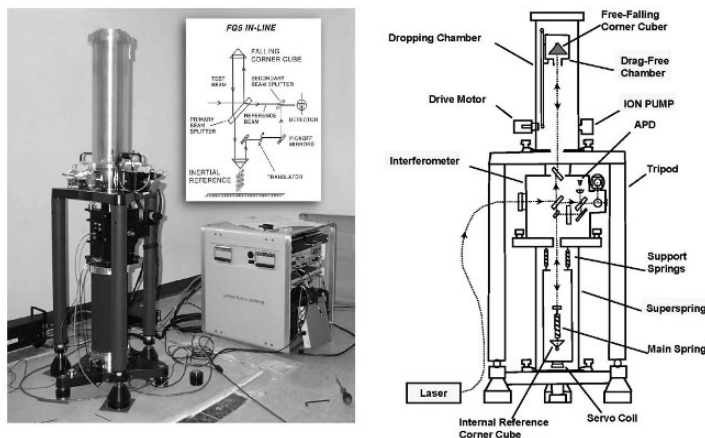 FG5 IN-LINE
FALLING
CORNER CUBE
TEST
BEAM
SECONDARY
BEAM SPLITTER
REFERENCE
BEAM
PRIMARY
BEAM
SPLITTER
DETECTOR
PICKOFF
MIRRORS
INERTIAL
REFERENCE
TRANSLATOR
Free-Falling
Corner Cuber
Dropping Chamber
Drag-Free
Chamber
Drive Motor
ION PUMP
APD
Interferometer
Tripod
Support
Springs
Superspring
Main Spring
Laser
Servo Coil
Internal Reference
Corner Cube